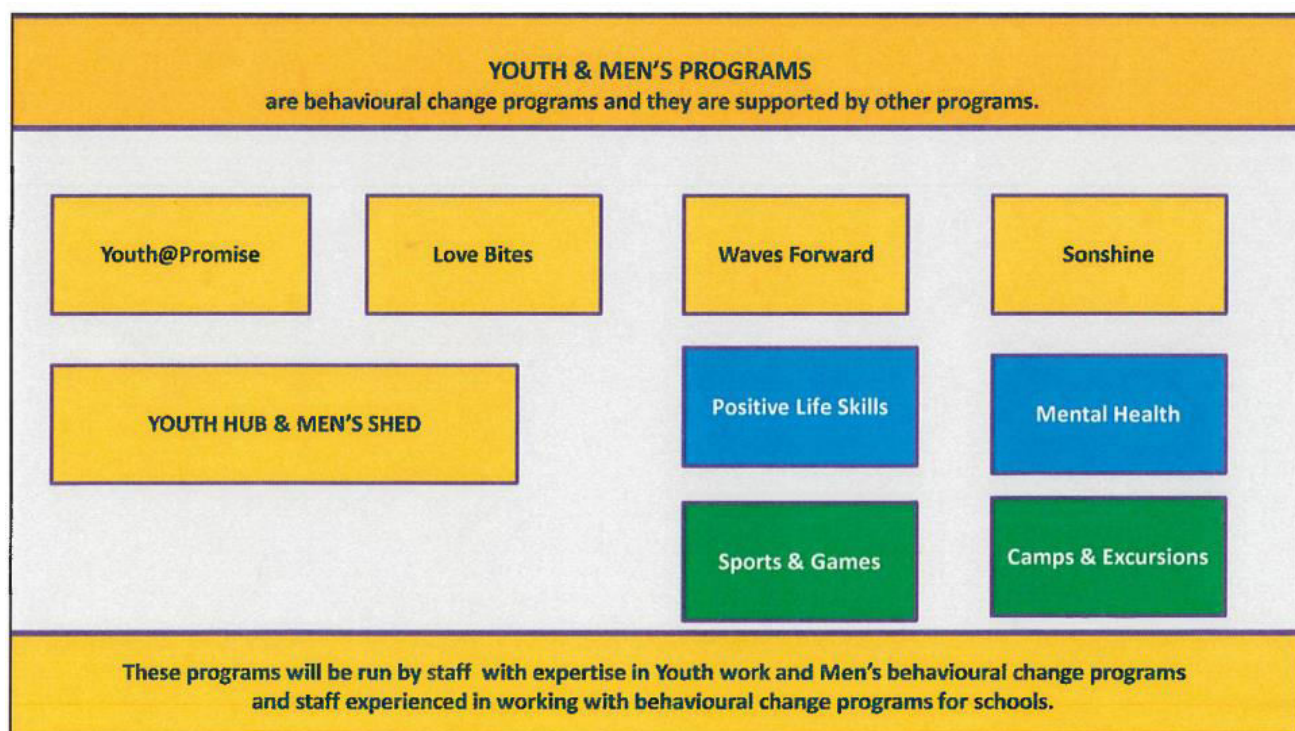 YOUTH & MEN'S PROGRAMS
are behavioural change programs and they are supported by other programs.
Youth@Promise
Love Bites
Waves Forward
Sonshine
YOUTH HUB & MEN'S SHED
Positive Life Skills
Mental Health
Sports & Games
Camps & Excursions
These programs will be run by staff with expertise in Youth work and Men's behavioural change programs
and staff experienced in working with behavioural change programs for schools.